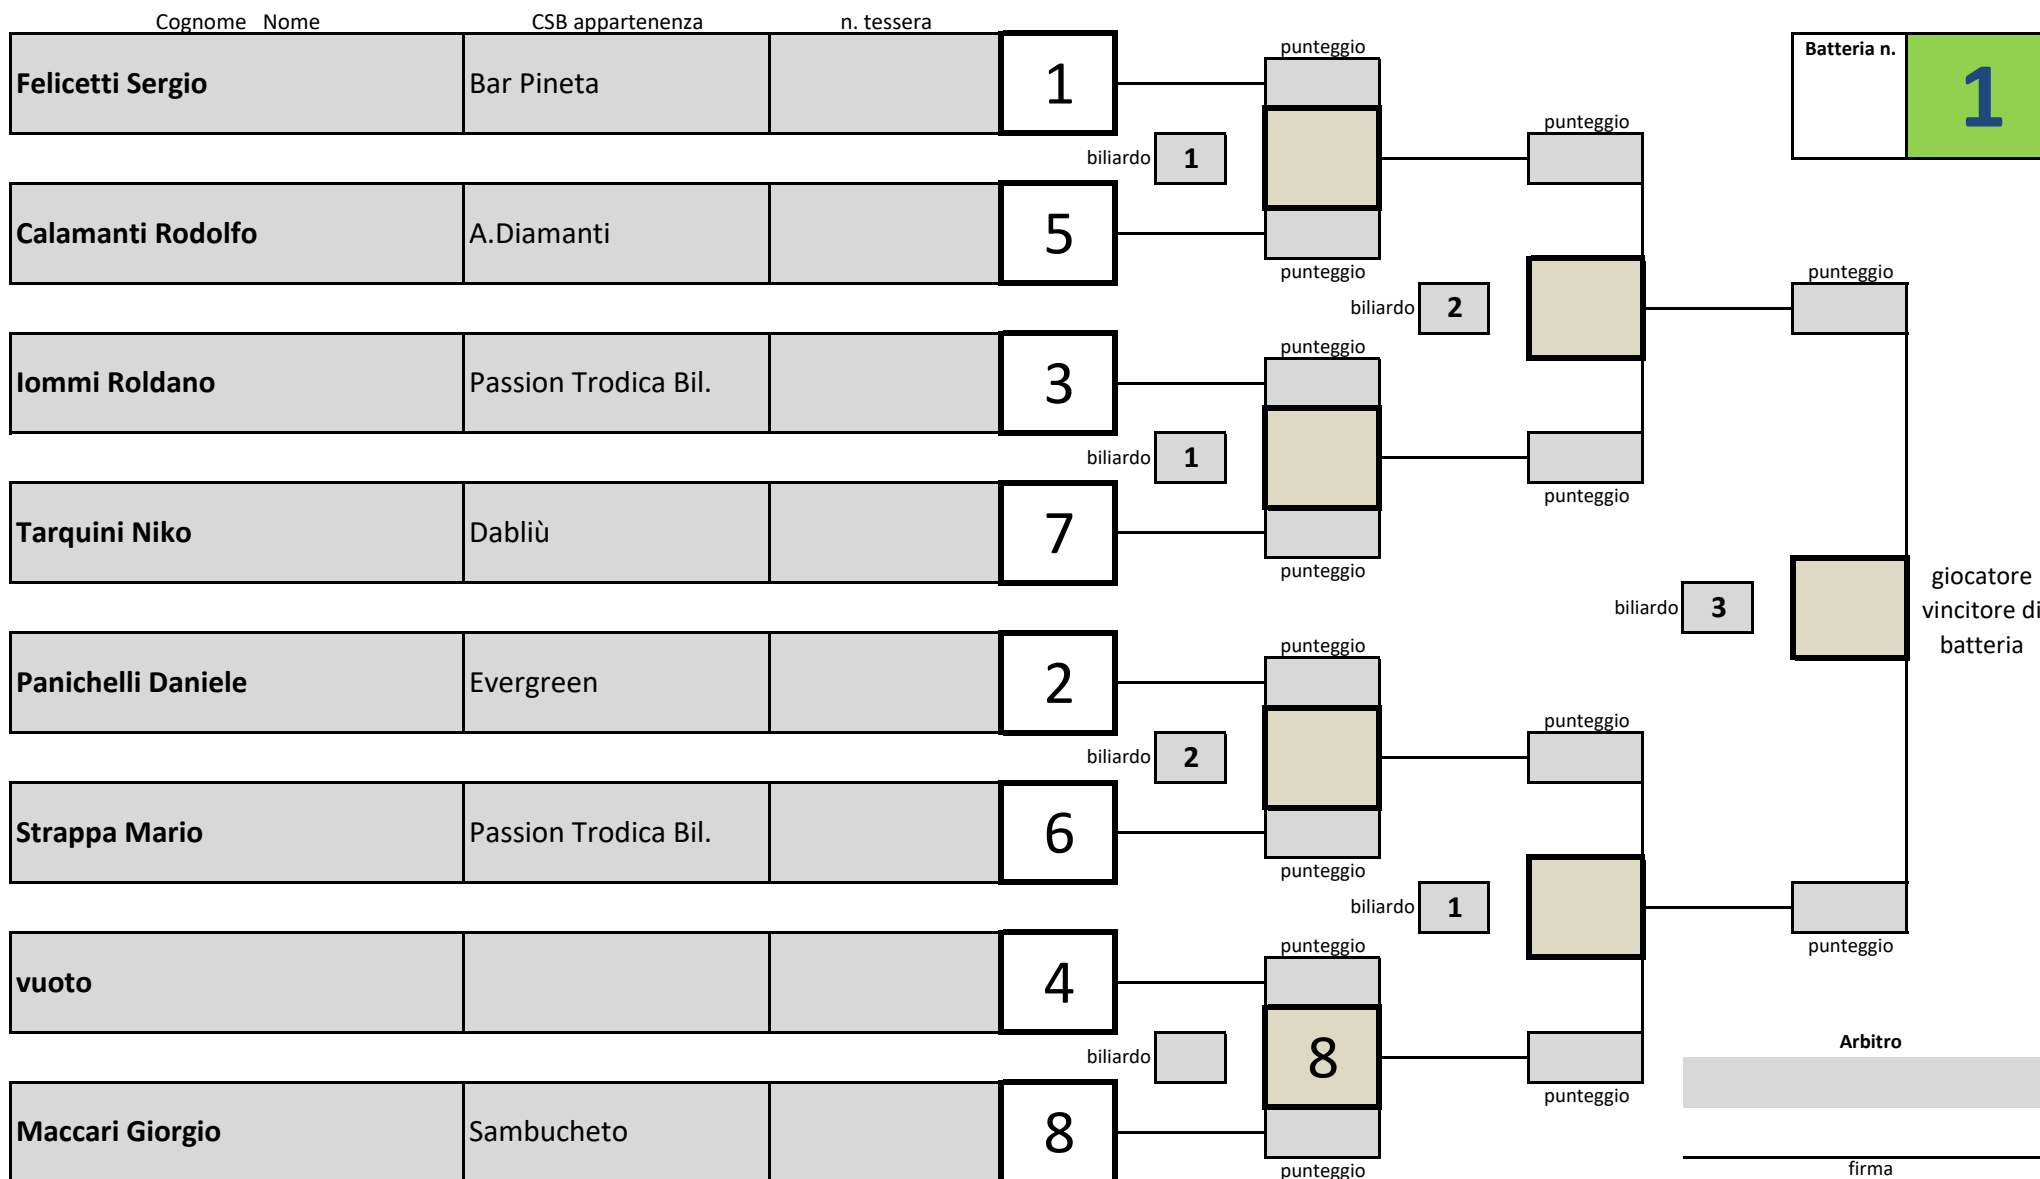 Cognome Nome CSB appartenenza n. tessera
punteggio
Batteria n. 1
Felicetti Sergio Bar Pineta 1
punteggio
biliardo 1
Calamanti Rodolfo A.Diamanti 5
punteggio
punteggio
biliardo 2
punteggio
Iommi Roldano Passion Trodica Bil. 3
biliardo 1
punteggio
Tarquini Niko Dabliù 7
punteggio
giocatore
vincitore di
batteria
biliardo 3
punteggio
Panichelli Daniele Evergreen 2
punteggio
biliardo 2
Strappa Mario Passion Trodica Bil. 6
punteggio
biliardo 1
punteggio
punteggio
vuoto 4
Arbitro
biliardo 8
punteggio
Maccari Giorgio Sambucheto 8
punteggio
firma